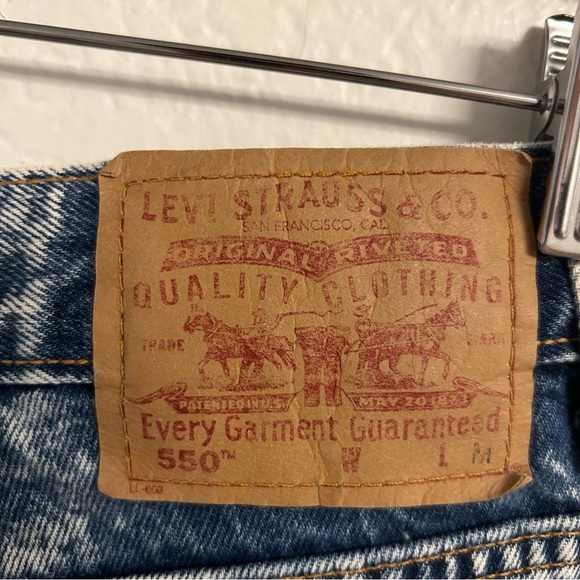 LEVI STRAUSS & CO.
SAN FRANCISCO, CAL.
ORIGINAL RIVETED
QUALITY CLOTHING
TRADE MARK
PATENTED IN U.S. MAY 20 1873
Every Garment Guaranteed
550™ W L M